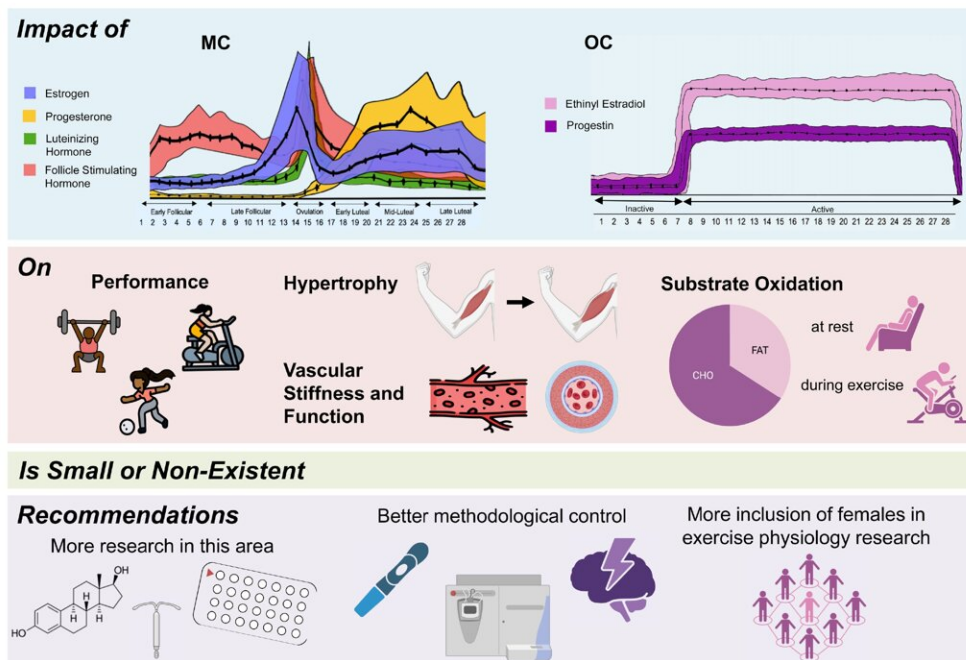 Impact of
MC
OC
Estrogen
Progesterone
Luteinizing
Hormone
Follicle Stimulating
Hormone
Ethinyl Estradiol
Progestin
Early Follicular
Late Follicular
Ovulation
Early Luteal
Mid-Luteal
Late Luteal
1 2 3 4 5 6 7 8 9 10 11 12 13 14 15 16 17 18 19 20 21 22 23 24 25 26 27 28
Inactive
Active
1 2 3 4 5 6 7 8 9 10 11 12 13 14 15 16 17 18 19 20 21 22 23 24 25 26 27 28
On
Performance
Hypertrophy
Vascular
Stiffness and
Function
Substrate Oxidation
FAT
CHO
at rest
during exercise
Is Small or Non-Existent
Recommendations
More research in this area
Better methodological control
More inclusion of females in
exercise physiology research
OH
H
H
H
HO